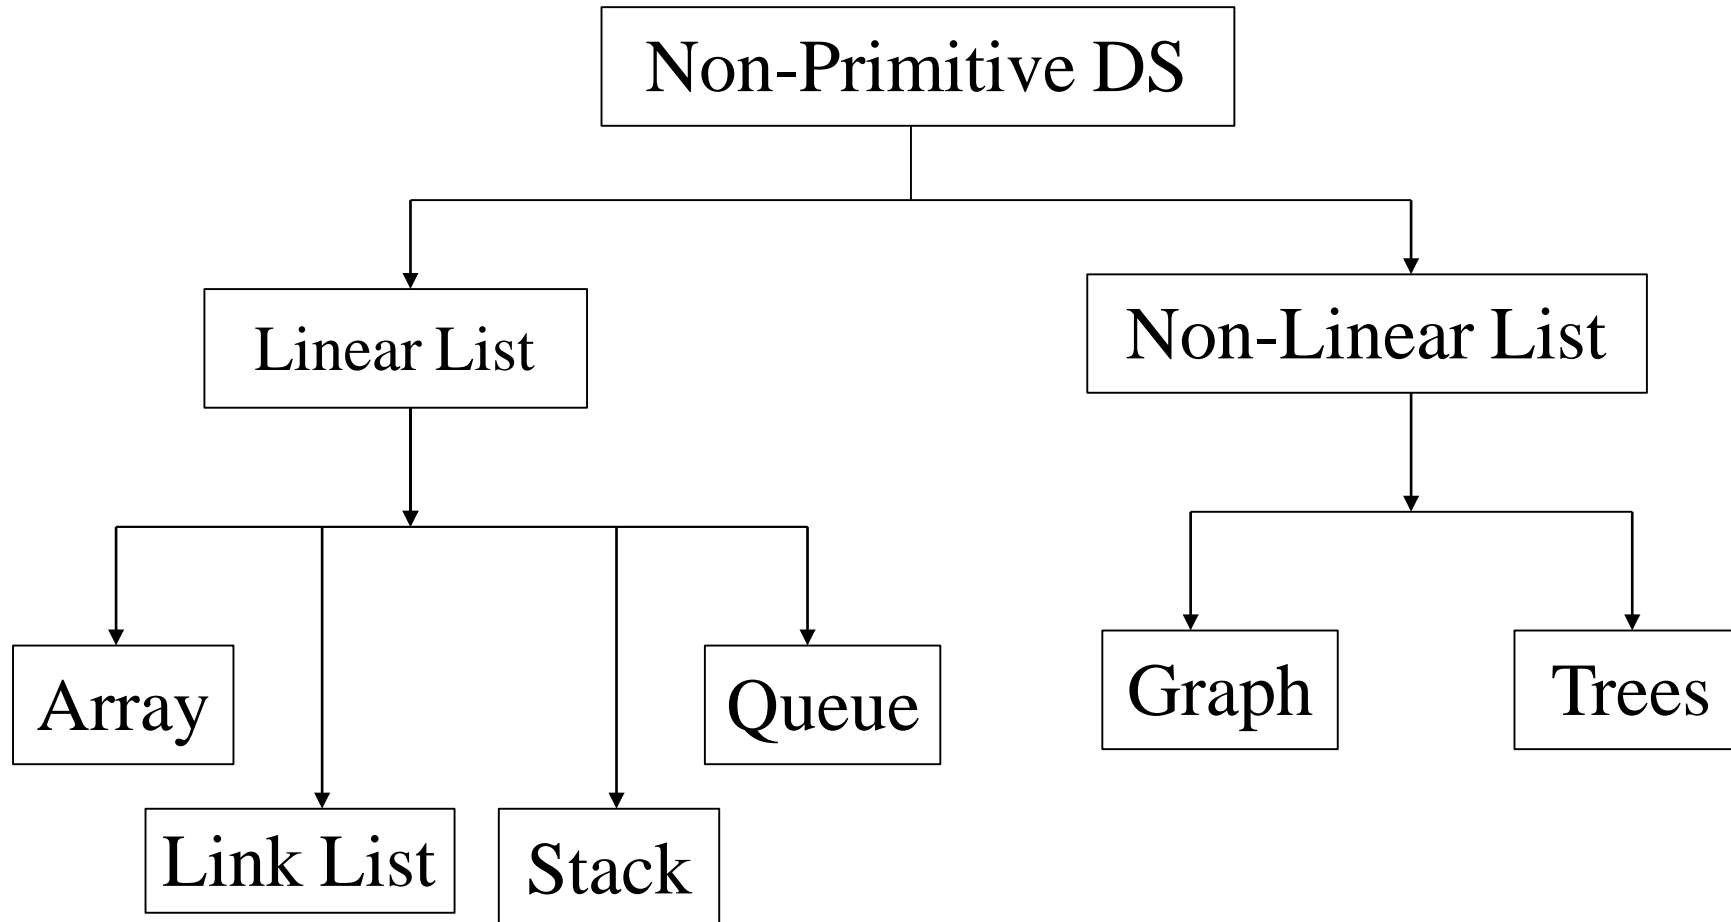 Non-Primitive DS
Linear List
Non-Linear List
Array
Queue
Graph
Trees
Link List
Stack